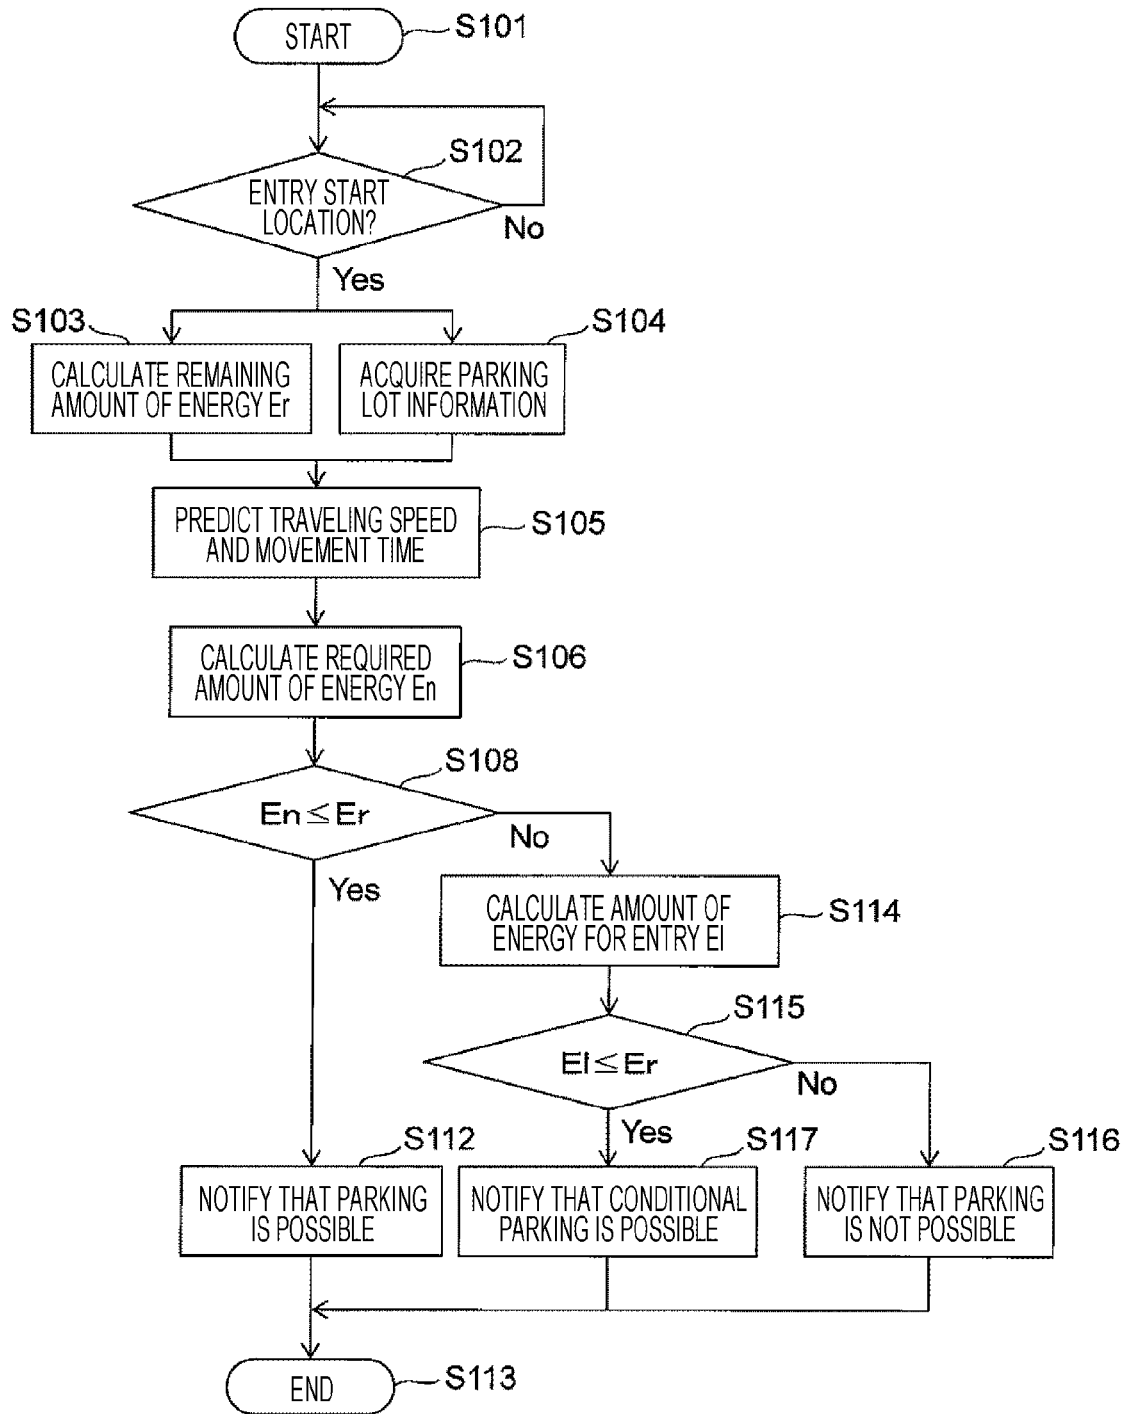 START
S101
S102
ENTRY START
LOCATION?
No
Yes
S103
S104
CALCULATE REMAINING
AMOUNT OF ENERGY Er
ACQUIRE PARKING
LOT INFORMATION
PREDICT TRAVELING SPEED
AND MOVEMENT TIME
S105
CALCULATE REQUIRED
AMOUNT OF ENERGY En
S106
S108
En ≦ Er
No
Yes
CALCULATE AMOUNT OF
ENERGY FOR ENTRY EI
S114
S115
EI ≦ Er
No
Yes
S112
S117
S116
NOTIFY THAT PARKING
IS POSSIBLE
NOTIFY THAT CONDITIONAL
PARKING IS POSSIBLE
NOTIFY THAT PARKING
IS NOT POSSIBLE
END
S113